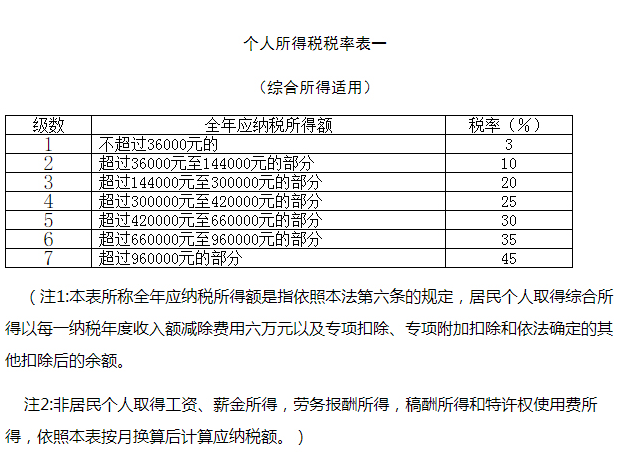 个人所得税税率表一
（综合所得适用）
级数 全年应纳税所得额 税率（%）
1 不超过36000元的 3
2 超过36000元至144000元的部分 10
3 超过144000元至300000元的部分 20
4 超过300000元至420000元的部分 25
5 超过420000元至660000元的部分 30
6 超过660000元至960000元的部分 35
7 超过960000元的部分 45
（注1:本表所称全年应纳税所得额是指依照本法第六条的规定，居民个人取得综合所
得以每一纳税年度收入额减除费用六万元以及专项扣除、专项附加扣除和依法确定的其
他扣除后的余额。
注2:非居民个人取得工资、薪金所得，劳务报酬所得，稿酬所得和特许权使用费所
得，依照本表按月换算后计算应纳税额。）